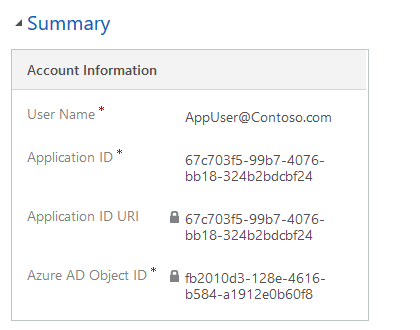 Summary
Account Information
User Name * AppUser@Contoso.com
Application ID * 67c703f5-99b7-4076-
bb18-324b2bdcbf24
Application ID URI 67c703f5-99b7-4076-
bb18-324b2bdcbf24
Azure AD Object ID * fb2010d3-128e-4616-
b584-a1912e0b60f8